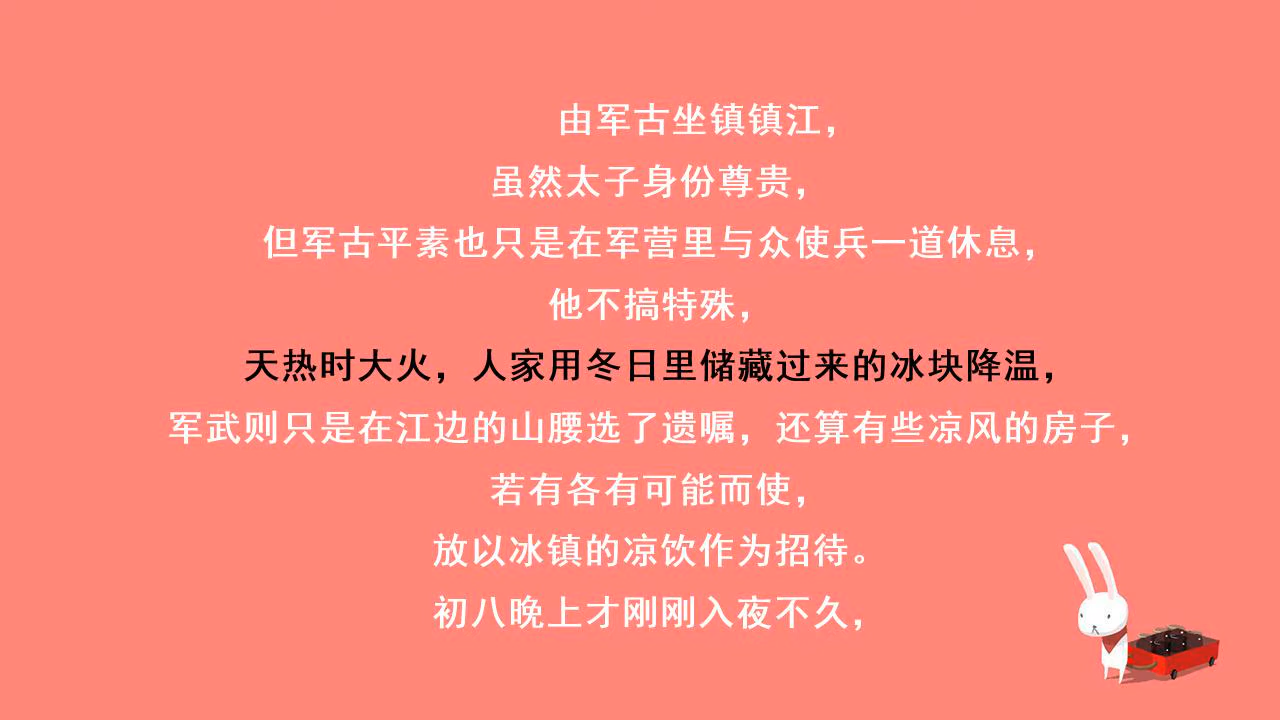 由军古坐镇镇江，
虽然太子身份尊贵，
但军古平素也只是在军营里与众使兵一道休息，
他不搞特殊，
天热时大火，人家用冬日里储藏过来的冰块降温，
军武则只是在江边的山腰选了遗嘱，还算有些凉风的房子，
若有各有可能而使，
放以冰镇的凉饮作为招待。
初八晚上才刚刚入夜不久，